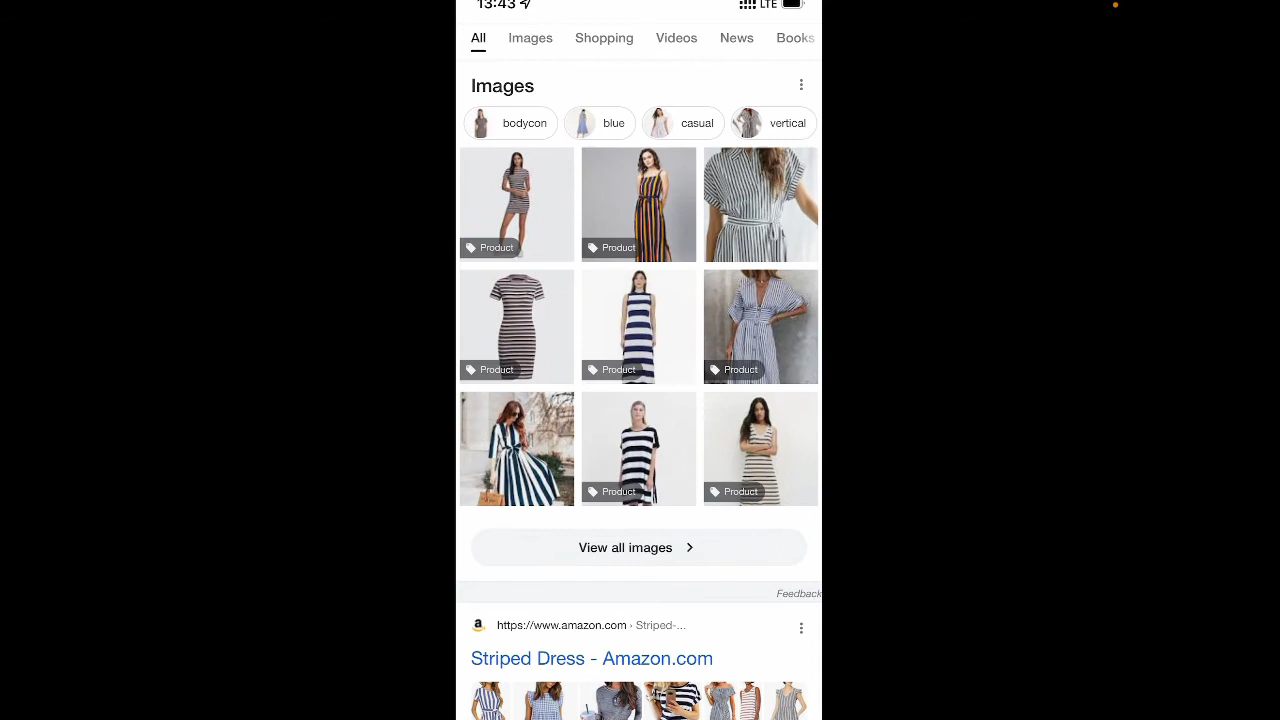 13:43 LTE
All Images Shopping Videos News Books
Images
bodycon blue casual vertical
Product Product
Product Product Product
Product Product
View all images
Feedback
a https://www.amazon.com › Striped-...
Striped Dress - Amazon.com